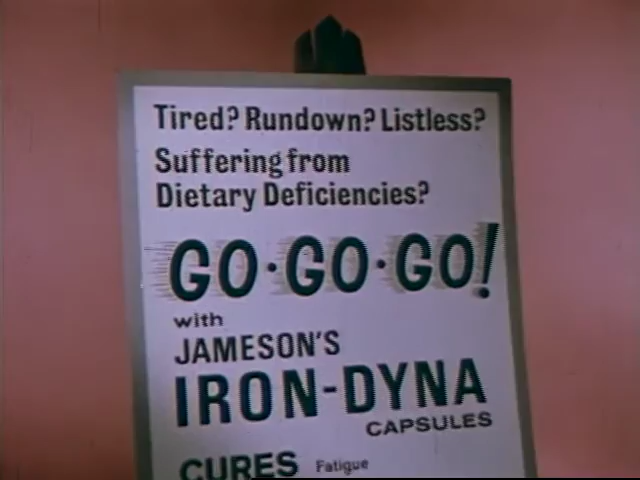 Tired? Rundown? Listless?
Suffering from
Dietary Deficiencies?
GO·GO·GO!
with
JAMESON'S
IRON-DYNA
CAPSULES
CURES Fatigue